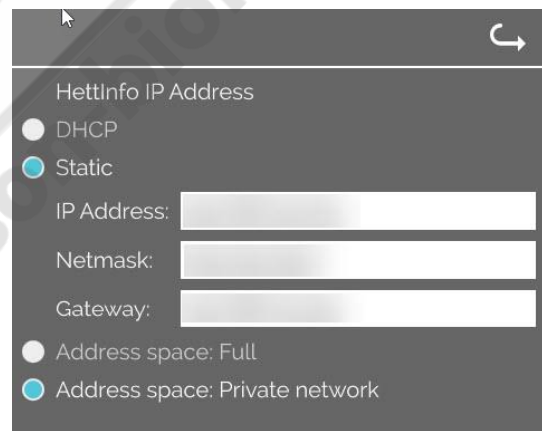 HettInfo IP Address
DHCP
Static
IP Address:
Netmask:
Gateway:
Address space: Full
Address space: Private network